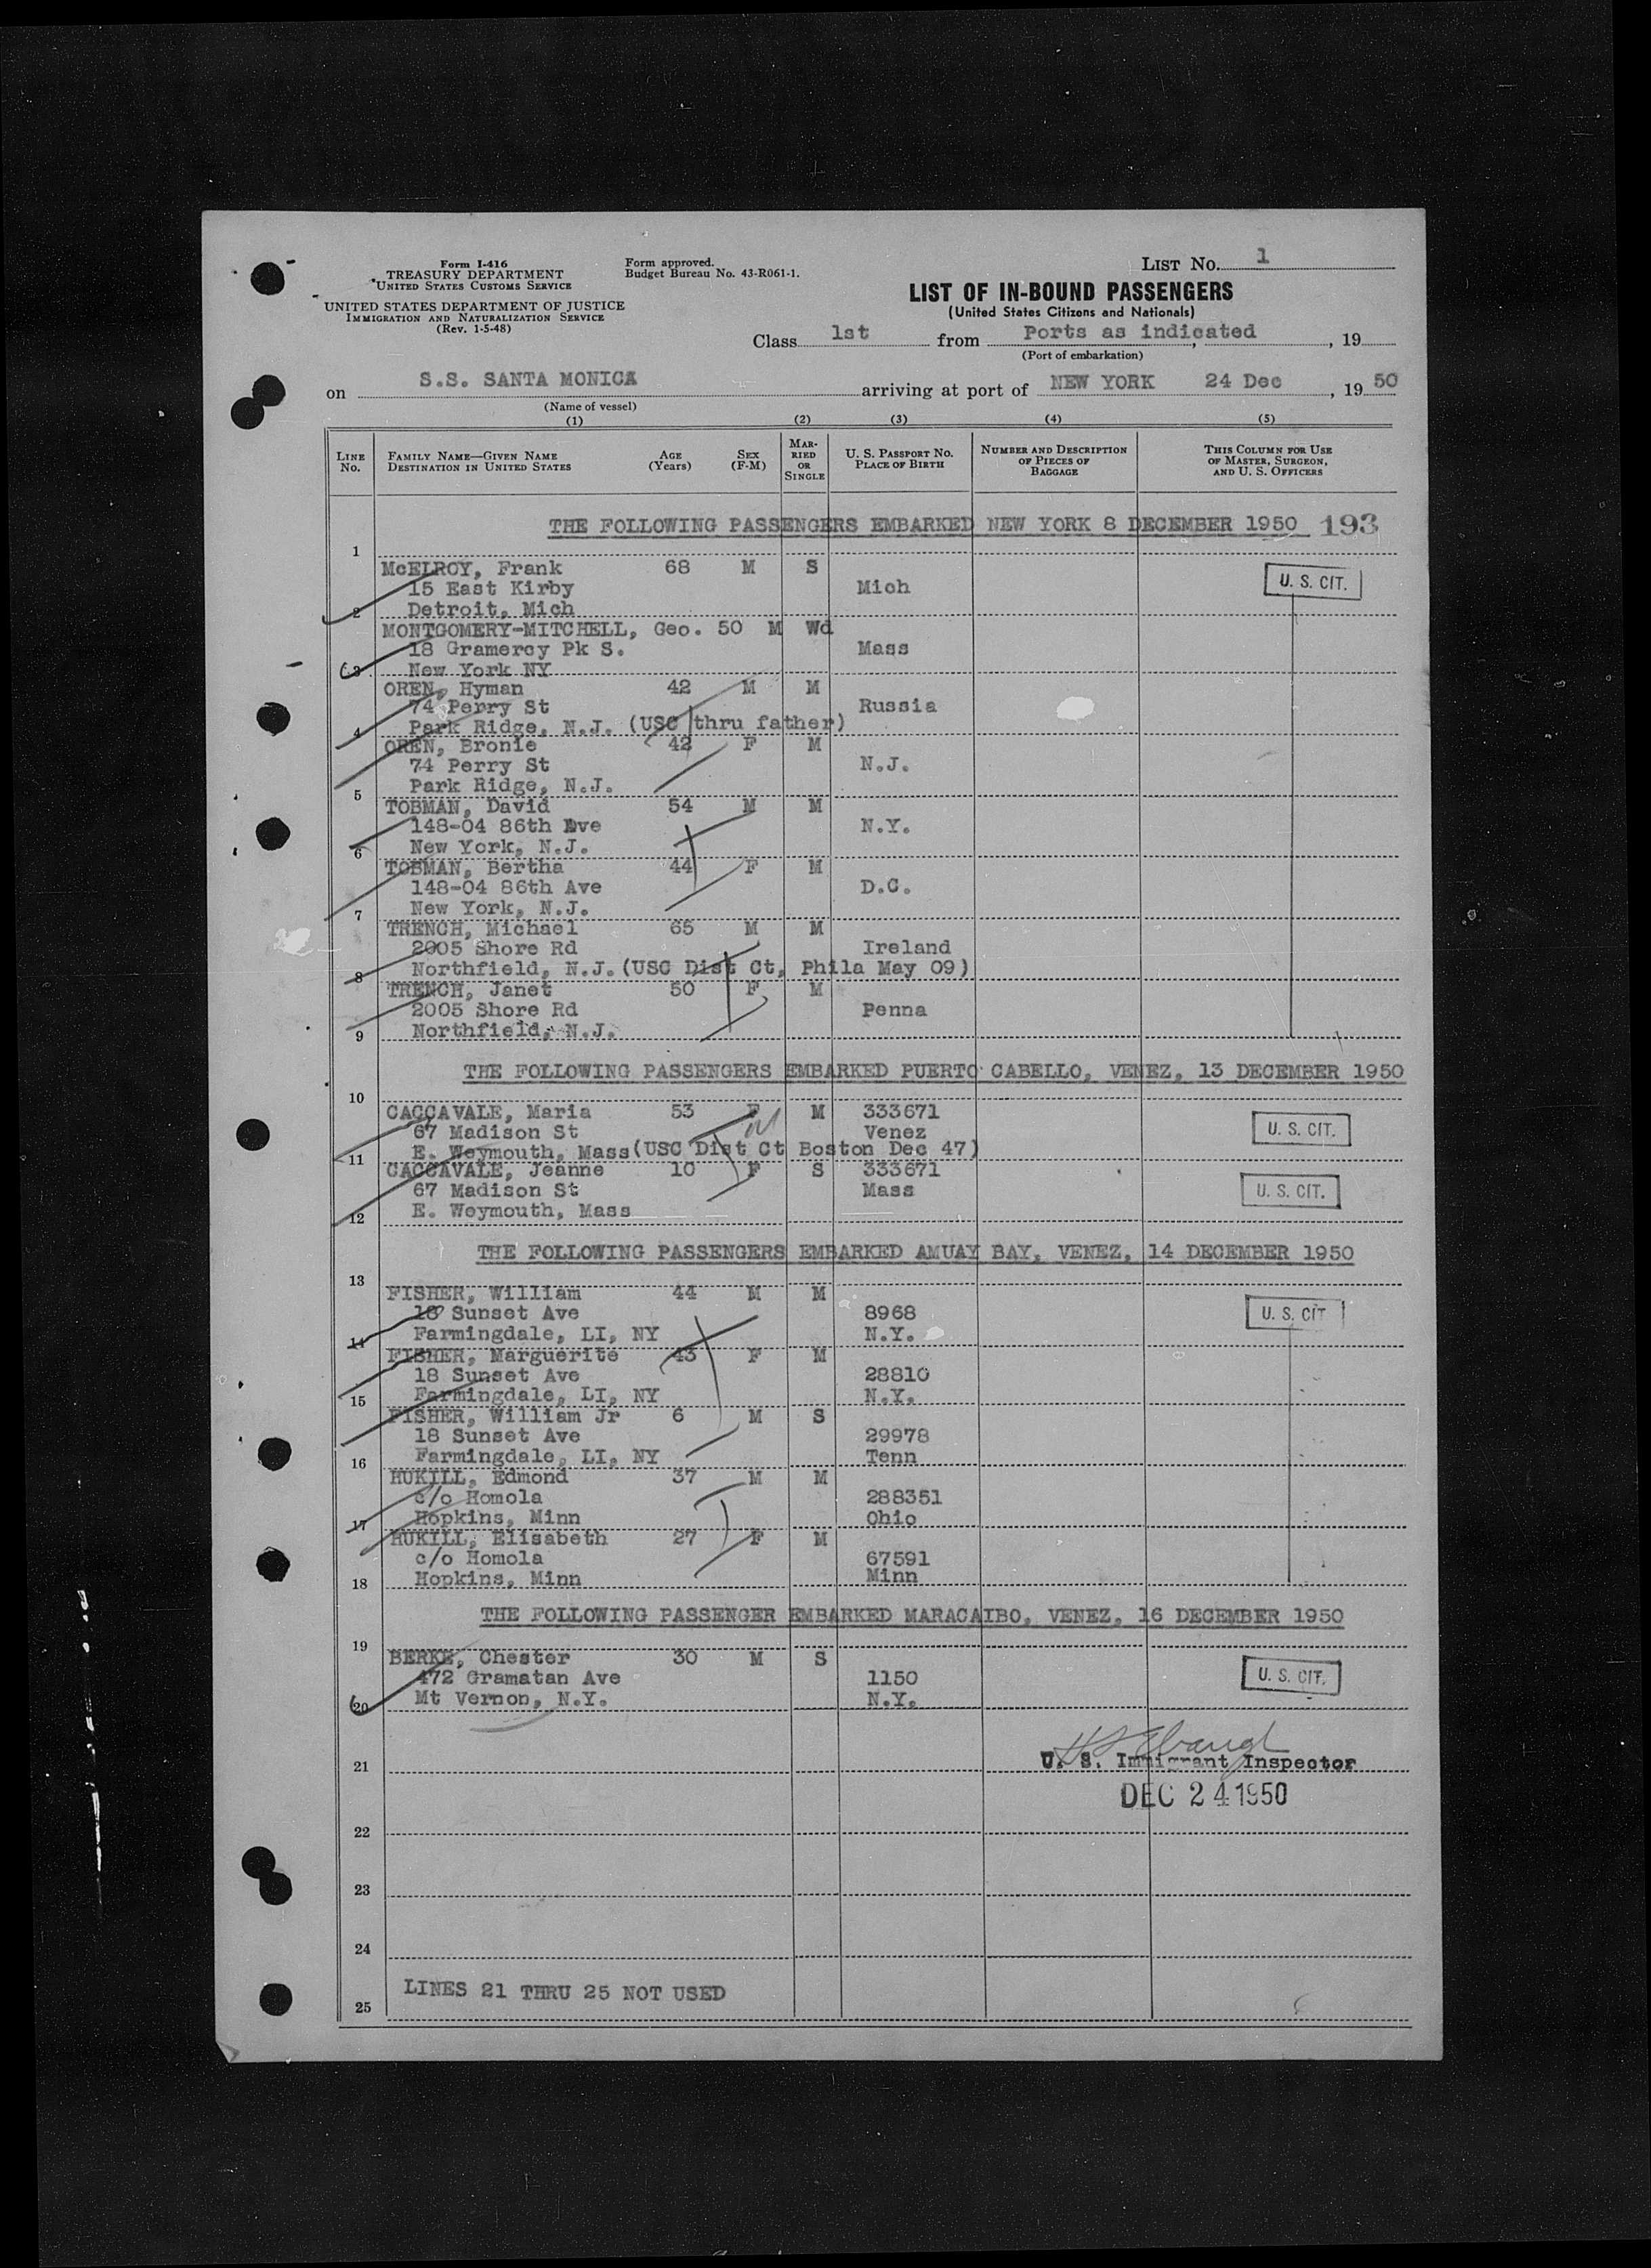 Form I-416
TREASURY DEPARTMENT
UNITED STATES CUSTOMS SERVICE
UNITED STATES DEPARTMENT OF JUSTICE
IMMIGRATION AND NATURALIZATION SERVICE
(Rev. 1-5-48)
Form approved.
Budget Bureau No. 43-R061-1.
LIST NO. 1
LIST OF IN-BOUND PASSENGERS
(United States Citizens and Nationals)
Class 1st from Ports as indicated, , 19
(Port of embarkation)
on S.S. SANTA MONICA arriving at port of NEW YORK 24 Dec , 19 50
(Name of vessel)
(1) (2) (3) (4) (5)
LINE NO. FAMILY NAME—GIVEN NAME DESTINATION IN UNITED STATES AGE (Years) SEX (F-M) MARRIED OR SINGLE U. S. PASSPORT NO. PLACE OF BIRTH NUMBER AND DESCRIPTION OF PIECES OF BAGGAGE THIS COLUMN FOR USE OF MASTER, SURGEON, AND U. S. OFFICERS
THE FOLLOWING PASSENGERS EMBARKED NEW YORK 8 DECEMBER 1950 193
1
McELROY, Frank 68 M S
15 East Kirby Mich U. S. CIT.
2 Detroit, Mich
MONTGOMERY-MITCHELL, Geo. 50 M Wd
18 Gramercy Pk S. Mass
3 New York NY
OREN, Hyman 42 M M
74 Perry St Russia
4 Park Ridge, N.J. (USC thru father)
OREN, Bronie 42 F M
74 Perry St N.J.
5 Park Ridge, N.J.
TOBMAN, David 54 M M
148-04 86th Ave N.Y.
6 New York, N.J.
TOBMAN, Bertha 44 F M
148-04 86th Ave D.C.
7 New York, N.J.
TRENCH, Michael 65 M M
2005 Shore Rd Ireland
8 Northfield, N.J. (USC Dist Ct, Phila May 09)
TRENCH, Janet 50 F M
2005 Shore Rd Penna
9 Northfield, N.J.
THE FOLLOWING PASSENGERS EMBARKED PUERTO CABELLO, VENEZ, 13 DECEMBER 1950
10
CACCAVALE, Maria 53 F M 333671
67 Madison St Venez U. S. CIT.
11 E. Weymouth, Mass (USC Dist Ct Boston Dec 47)
CACCAVALE, Jeanne 10 F S 333671
67 Madison St Mass U. S. CIT.
12 E. Weymouth, Mass
THE FOLLOWING PASSENGERS EMBARKED AMUAY BAY, VENEZ, 14 DECEMBER 1950
13
FISHER, William 44 M M
18 Sunset Ave 8968 U. S. CIT
14 Farmingdale, LI, NY N.Y.
FISHER, Marguerite 43 F M
18 Sunset Ave 28810
15 Farmingdale, LI, NY N.Y.
FISHER, William Jr 6 M S
18 Sunset Ave 29978
16 Farmingdale, LI, NY Tenn
HUKILL, Edmond 37 M M
c/o Homola 288351
17 Hopkins, Minn Ohio
HUKILL, Elisabeth 27 F M
c/o Homola 67591
18 Hopkins, Minn Minn
THE FOLLOWING PASSENGER EMBARKED MARACAIBO, VENEZ, 16 DECEMBER 1950
19
BERKE, Chester 30 M S
472 Gramatan Ave 1150 U. S. CIT.
20 Mt Vernon, N.Y. N.Y.
21 U. S. Immigrant Inspector
DEC 24 1950
22
23
24
LINES 21 THRU 25 NOT USED
25